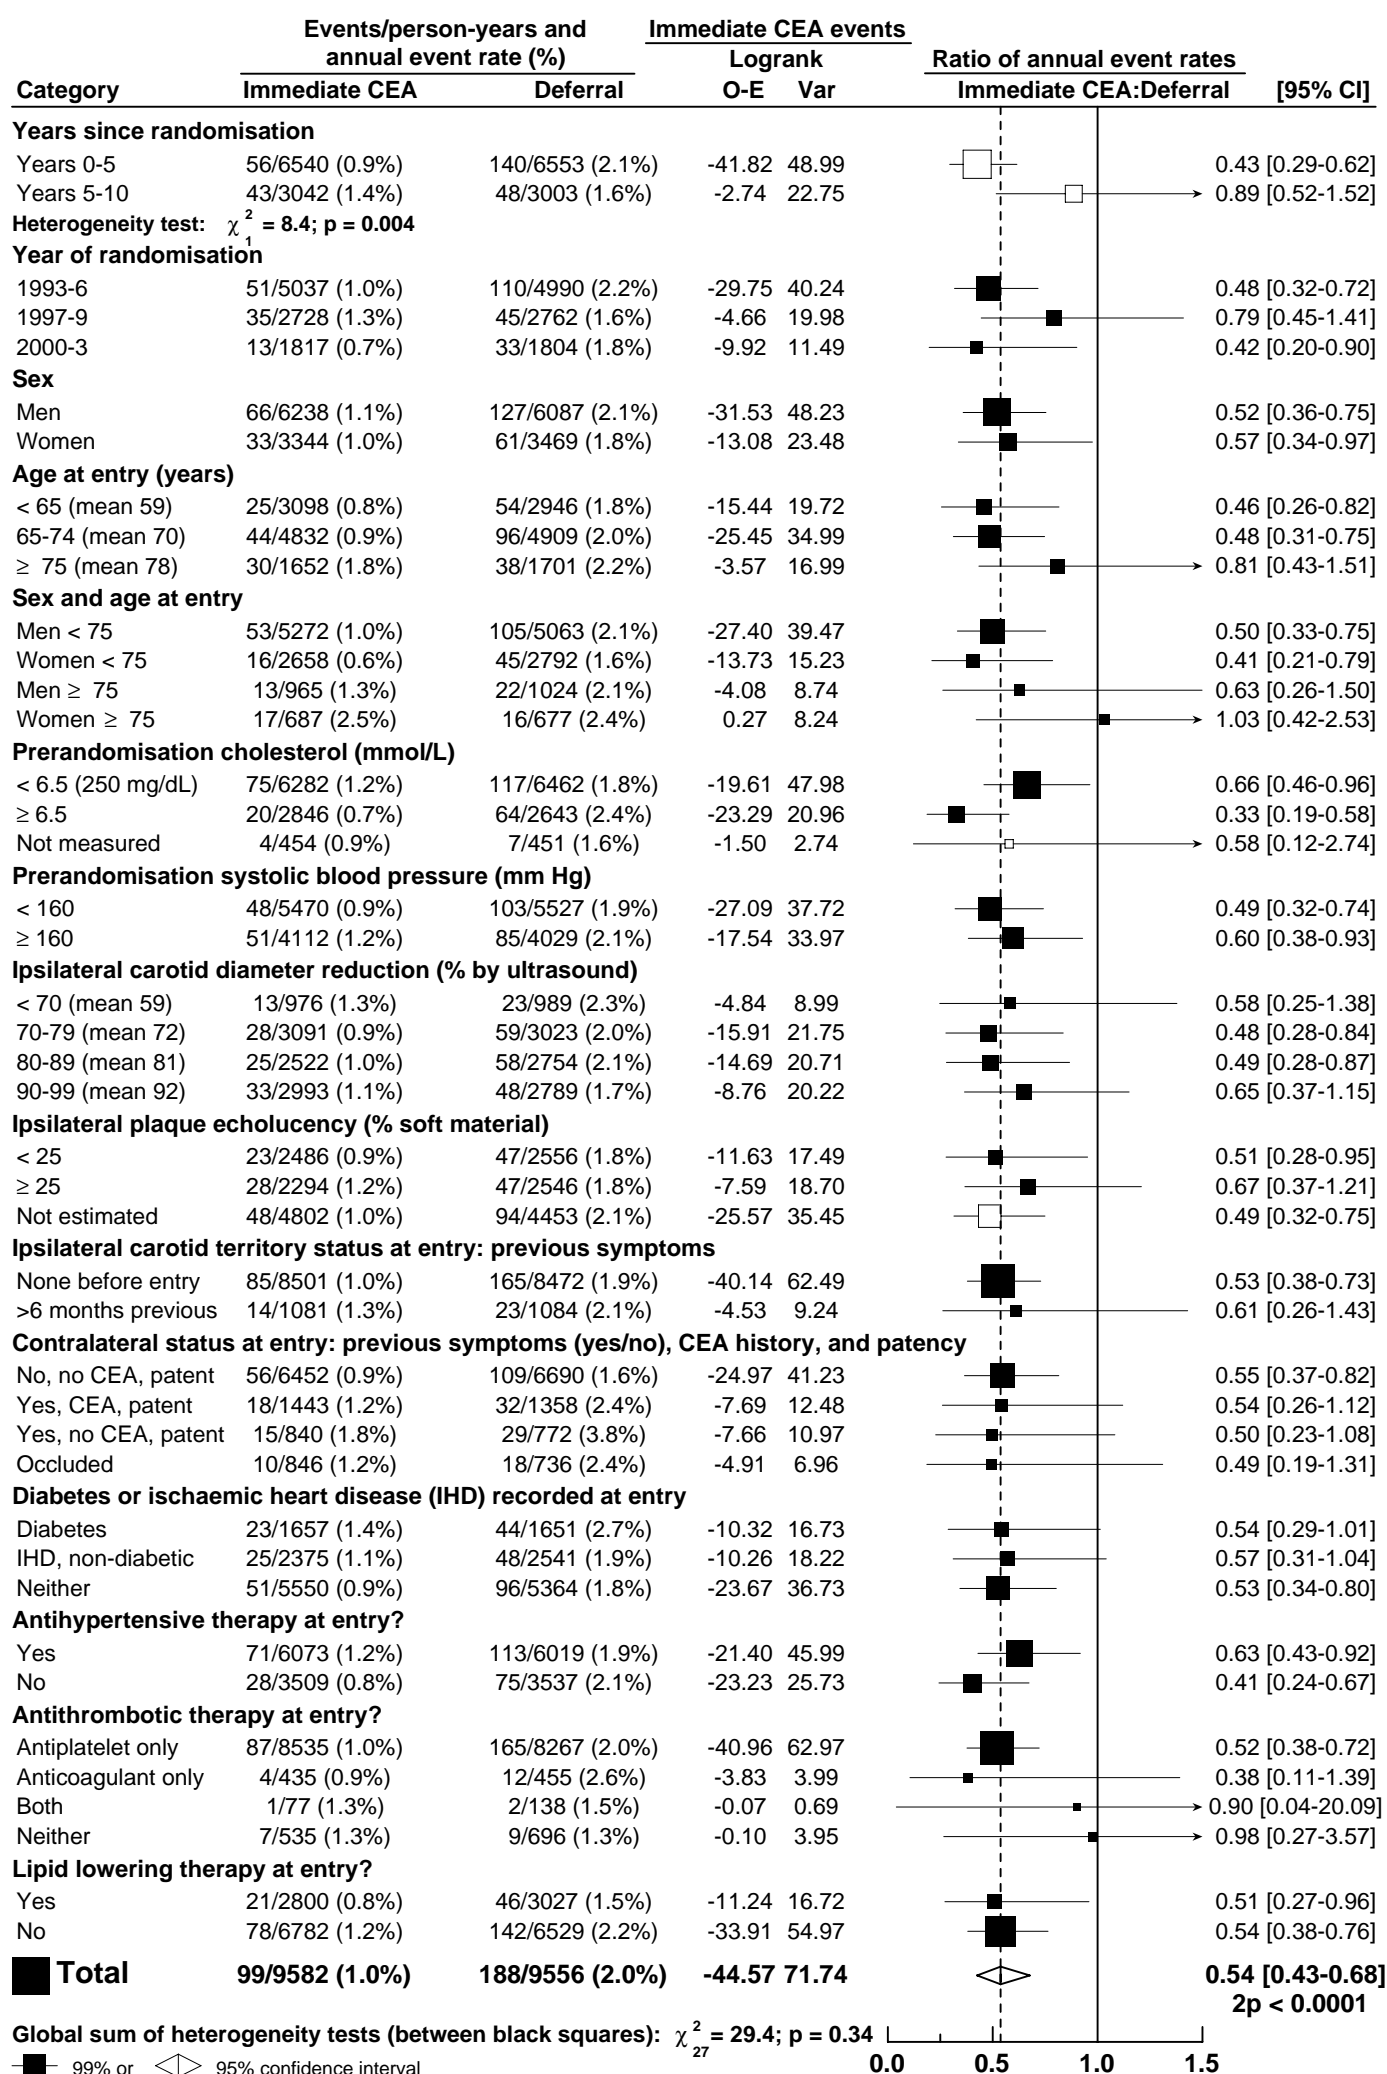 Events/person-years and Immediate CEA events
annual event rate (%) Logrank Ratio of annual event rates
Category Immediate CEA Deferral O-E Var Immediate CEA:Deferral [95% CI]
Years since randomisation
Years 0-5 56/6540 (0.9%) 140/6553 (2.1%) -41.82 48.99 0.43 [0.29-0.62]
Years 5-10 43/3042 (1.4%) 48/3003 (1.6%) -2.74 22.75 0.89 [0.52-1.52]
Heterogeneity test: χ²₁ = 8.4; p = 0.004
Year of randomisation
1993-6 51/5037 (1.0%) 110/4990 (2.2%) -29.75 40.24 0.48 [0.32-0.72]
1997-9 35/2728 (1.3%) 45/2762 (1.6%) -4.66 19.98 0.79 [0.45-1.41]
2000-3 13/1817 (0.7%) 33/1804 (1.8%) -9.92 11.49 0.42 [0.20-0.90]
Sex
Men 66/6238 (1.1%) 127/6087 (2.1%) -31.53 48.23 0.52 [0.36-0.75]
Women 33/3344 (1.0%) 61/3469 (1.8%) -13.08 23.48 0.57 [0.34-0.97]
Age at entry (years)
< 65 (mean 59) 25/3098 (0.8%) 54/2946 (1.8%) -15.44 19.72 0.46 [0.26-0.82]
65-74 (mean 70) 44/4832 (0.9%) 96/4909 (2.0%) -25.45 34.99 0.48 [0.31-0.75]
≥ 75 (mean 78) 30/1652 (1.8%) 38/1701 (2.2%) -3.57 16.99 0.81 [0.43-1.51]
Sex and age at entry
Men < 75 53/5272 (1.0%) 105/5063 (2.1%) -27.40 39.47 0.50 [0.33-0.75]
Women < 75 16/2658 (0.6%) 45/2792 (1.6%) -13.73 15.23 0.41 [0.21-0.79]
Men ≥ 75 13/965 (1.3%) 22/1024 (2.1%) -4.08 8.74 0.63 [0.26-1.50]
Women ≥ 75 17/687 (2.5%) 16/677 (2.4%) 0.27 8.24 1.03 [0.42-2.53]
Prerandomisation cholesterol (mmol/L)
< 6.5 (250 mg/dL) 75/6282 (1.2%) 117/6462 (1.8%) -19.61 47.98 0.66 [0.46-0.96]
≥ 6.5 20/2846 (0.7%) 64/2643 (2.4%) -23.29 20.96 0.33 [0.19-0.58]
Not measured 4/454 (0.9%) 7/451 (1.6%) -1.50 2.74 0.58 [0.12-2.74]
Prerandomisation systolic blood pressure (mm Hg)
< 160 48/5470 (0.9%) 103/5527 (1.9%) -27.09 37.72 0.49 [0.32-0.74]
≥ 160 51/4112 (1.2%) 85/4029 (2.1%) -17.54 33.97 0.60 [0.38-0.93]
Ipsilateral carotid diameter reduction (% by ultrasound)
< 70 (mean 59) 13/976 (1.3%) 23/989 (2.3%) -4.84 8.99 0.58 [0.25-1.38]
70-79 (mean 72) 28/3091 (0.9%) 59/3023 (2.0%) -15.91 21.75 0.48 [0.28-0.84]
80-89 (mean 81) 25/2522 (1.0%) 58/2754 (2.1%) -14.69 20.71 0.49 [0.28-0.87]
90-99 (mean 92) 33/2993 (1.1%) 48/2789 (1.7%) -8.76 20.22 0.65 [0.37-1.15]
Ipsilateral plaque echolucency (% soft material)
< 25 23/2486 (0.9%) 47/2556 (1.8%) -11.63 17.49 0.51 [0.28-0.95]
≥ 25 28/2294 (1.2%) 47/2546 (1.8%) -7.59 18.70 0.67 [0.37-1.21]
Not estimated 48/4802 (1.0%) 94/4453 (2.1%) -25.57 35.45 0.49 [0.32-0.75]
Ipsilateral carotid territory status at entry: previous symptoms
None before entry 85/8501 (1.0%) 165/8472 (1.9%) -40.14 62.49 0.53 [0.38-0.73]
>6 months previous 14/1081 (1.3%) 23/1084 (2.1%) -4.53 9.24 0.61 [0.26-1.43]
Contralateral status at entry: previous symptoms (yes/no), CEA history, and patency
No, no CEA, patent 56/6452 (0.9%) 109/6690 (1.6%) -24.97 41.23 0.55 [0.37-0.82]
Yes, CEA, patent 18/1443 (1.2%) 32/1358 (2.4%) -7.69 12.48 0.54 [0.26-1.12]
Yes, no CEA, patent 15/840 (1.8%) 29/772 (3.8%) -7.66 10.97 0.50 [0.23-1.08]
Occluded 10/846 (1.2%) 18/736 (2.4%) -4.91 6.96 0.49 [0.19-1.31]
Diabetes or ischaemic heart disease (IHD) recorded at entry
Diabetes 23/1657 (1.4%) 44/1651 (2.7%) -10.32 16.73 0.54 [0.29-1.01]
IHD, non-diabetic 25/2375 (1.1%) 48/2541 (1.9%) -10.26 18.22 0.57 [0.31-1.04]
Neither 51/5550 (0.9%) 96/5364 (1.8%) -23.67 36.73 0.53 [0.34-0.80]
Antihypertensive therapy at entry?
Yes 71/6073 (1.2%) 113/6019 (1.9%) -21.40 45.99 0.63 [0.43-0.92]
No 28/3509 (0.8%) 75/3537 (2.1%) -23.23 25.73 0.41 [0.24-0.67]
Antithrombotic therapy at entry?
Antiplatelet only 87/8535 (1.0%) 165/8267 (2.0%) -40.96 62.97 0.52 [0.38-0.72]
Anticoagulant only 4/435 (0.9%) 12/455 (2.6%) -3.83 3.99 0.38 [0.11-1.39]
Both 1/77 (1.3%) 2/138 (1.5%) -0.07 0.69 0.90 [0.04-20.09]
Neither 7/535 (1.3%) 9/696 (1.3%) -0.10 3.95 0.98 [0.27-3.57]
Lipid lowering therapy at entry?
Yes 21/2800 (0.8%) 46/3027 (1.5%) -11.24 16.72 0.51 [0.27-0.96]
No 78/6782 (1.2%) 142/6529 (2.2%) -33.91 54.97 0.54 [0.38-0.76]
Total 99/9582 (1.0%) 188/9556 (2.0%) -44.57 71.74 0.54 [0.43-0.68]
2p < 0.0001
Global sum of heterogeneity tests (between black squares): χ²₂₇ = 29.4; p = 0.34
99% or 95% confidence interval
0.0 0.5 1.0 1.5